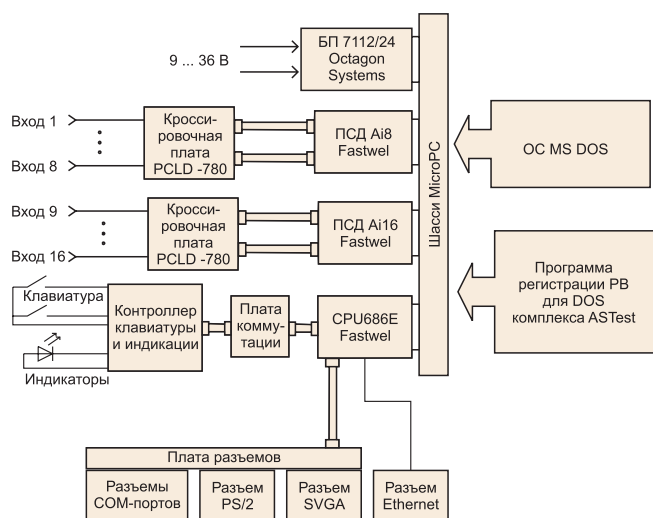 9 ... 36 В
БП 7112/24
Octagon
Systems
Вход 1
Вход 8
Кросси-
ровочная
плата
PCLD -780
ПСД Ai8
Fastwel
Шасси MicroPC
ОС MS DOS
Вход 9
Вход 16
Кросси-
ровочная
плата
PCLD -780
ПСД Ai16
Fastwel
Программа
регистрации РВ
для DOS
комплекса ASTest
Клавиатура
Индикаторы
Контроллер
клавиатуры
и индикации
Плата
комму-
тации
CPU686E
Fastwel
Плата разъемов
Разъемы
COM-портов
Разъем
PS/2
Разъем
SVGA
Разъем
Ethernet